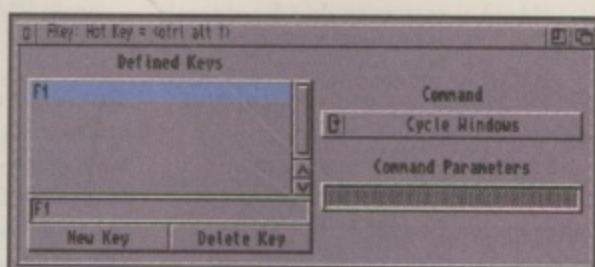 FKey: Hot Key = <ctrl alt f>
Defined Keys
F1
F1
New Key
Delete Key
Command
Cycle Windows
Command Parameters